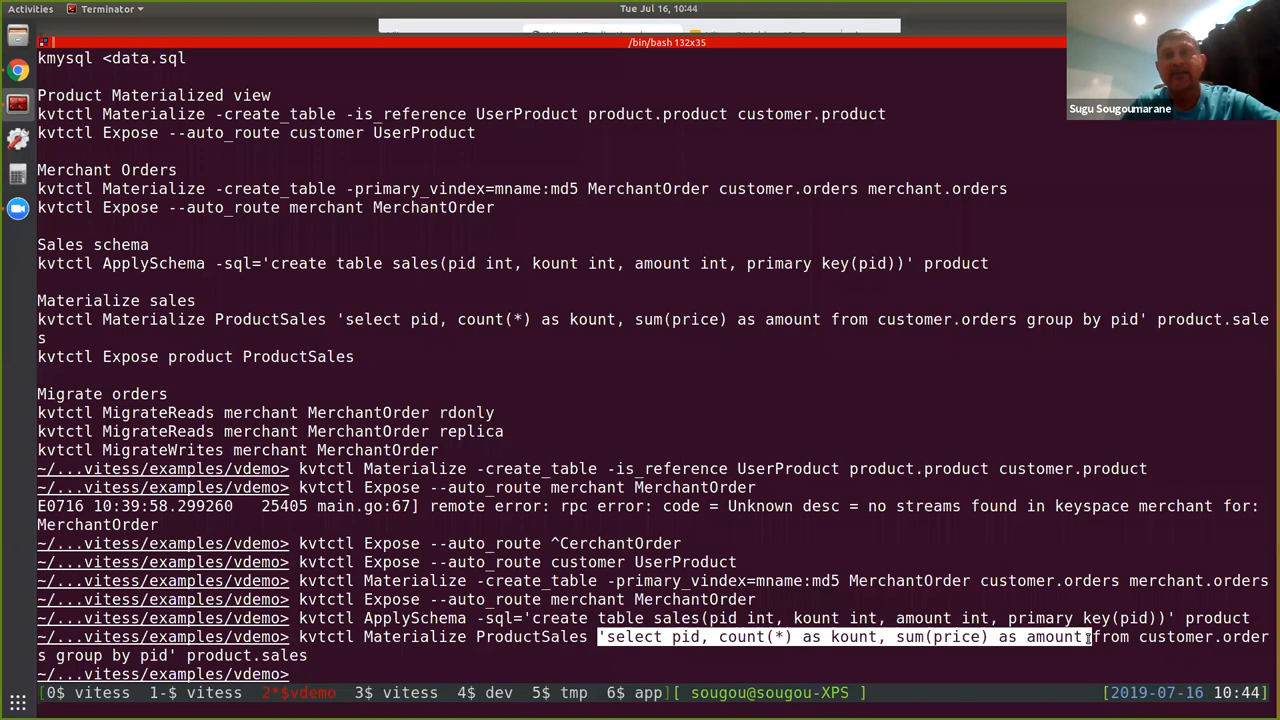 Activities
Terminator
Tue Jul 16, 10:44
/bin/bash 132x35
Sugu Sougoumarane
kmysql <data.sql
Product Materialized view
kvtctl Materialize -create_table -is_reference UserProduct product.product customer.product
kvtctl Expose --auto_route customer UserProduct
Merchant Orders
kvtctl Materialize -create_table -primary_vindex=mname:md5 MerchantOrder customer.orders merchant.orders
kvtctl Expose --auto_route merchant MerchantOrder
Sales schema
kvtctl ApplySchema -sql='create table sales(pid int, kount int, amount int, primary key(pid))' product
Materialize sales
kvtctl Materialize ProductSales 'select pid, count(*) as kount, sum(price) as amount from customer.orders group by pid' product.sale
s
kvtctl Expose product ProductSales
Migrate orders
kvtctl MigrateReads merchant MerchantOrder rdonly
kvtctl MigrateReads merchant MerchantOrder replica
kvtctl MigrateWrites merchant MerchantOrder
~/...vitess/examples/vdemo> kvtctl Materialize -create_table -is_reference UserProduct product.product customer.product
~/...vitess/examples/vdemo> kvtctl Expose --auto_route merchant MerchantOrder
E0716 10:39:58.299260   25405 main.go:67] remote error: rpc error: code = Unknown desc = no streams found in keyspace merchant for:
MerchantOrder
~/...vitess/examples/vdemo> kvtctl Expose --auto_route ^CerchantOrder
~/...vitess/examples/vdemo> kvtctl Expose --auto_route customer UserProduct
~/...vitess/examples/vdemo> kvtctl Materialize -create_table -primary_vindex=mname:md5 MerchantOrder customer.orders merchant.orders
~/...vitess/examples/vdemo> kvtctl Expose --auto_route merchant MerchantOrder
~/...vitess/examples/vdemo> kvtctl ApplySchema -sql='create table sales(pid int, kount int, amount int, primary key(pid))' product
~/...vitess/examples/vdemo> kvtctl Materialize ProductSales 'select pid, count(*) as kount, sum(price) as amount from customer.order
s group by pid' product.sales
~/...vitess/examples/vdemo>
[0$ vitess  1-$ vitess  2*$vdemo  3$ vitess  4$ dev  5$ tmp  6$ app][ sougou@sougou-XPS ] [2019-07-16 10:44]